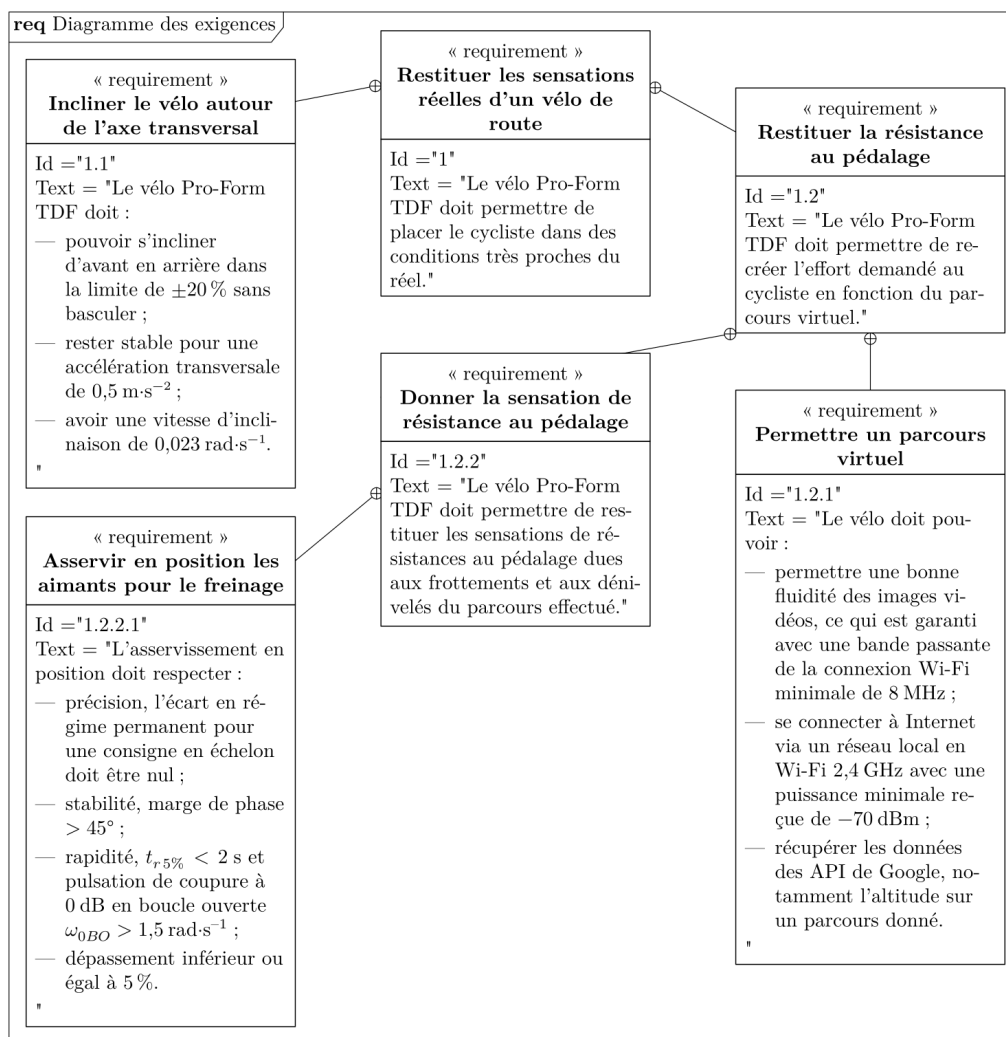 req Diagramme des exigences
« requirement »
Incliner le vélo autour
de l'axe transversal
Id ="1.1"
Text = "Le vélo Pro-Form
TDF doit :
— pouvoir s'incliner
d'avant en arrière dans
la limite de ±20 % sans
basculer ;
— rester stable pour une
accélération transversale
de 0,5 m·s⁻² ;
— avoir une vitesse d'incli-
naison de 0,023 rad·s⁻¹.
"
« requirement »
Restituer les sensations
réelles d'un vélo de
route
Id ="1"
Text = "Le vélo Pro-Form
TDF doit permettre de
placer le cycliste dans des
conditions très proches du
réel."
« requirement »
Restituer la résistance
au pédalage
Id ="1.2"
Text = "Le vélo Pro-Form
TDF doit permettre de re-
créer l'effort demandé au
cycliste en fonction du par-
cours virtuel."
« requirement »
Donner la sensation de
résistance au pédalage
Id ="1.2.2"
Text = "Le vélo Pro-Form
TDF doit permettre de res-
tituer les sensations de ré-
sistances au pédalage dues
aux frottements et aux déni-
velés du parcours effectué."
« requirement »
Permettre un parcours
virtuel
Id ="1.2.1"
Text = "Le vélo doit pou-
voir :
— permettre une bonne
fluidité des images vi-
déos, ce qui est garanti
avec une bande passante
de la connexion Wi-Fi
minimale de 8 MHz ;
— se connecter à Internet
via un réseau local en
Wi-Fi 2,4 GHz avec une
puissance minimale re-
çue de −70 dBm ;
— récupérer les données
des API de Google, no-
tamment l'altitude sur
un parcours donné.
"
« requirement »
Asservir en position les
aimants pour le freinage
Id ="1.2.2.1"
Text = "L'asservissement en
position doit respecter :
— précision, l'écart en ré-
gime permanent pour
une consigne en échelon
doit être nul ;
— stabilité, marge de phase
> 45° ;
— rapidité, t_{r 5%} < 2 s et
pulsation de coupure à
0 dB en boucle ouverte
ω_{0BO} > 1,5 rad·s⁻¹ ;
— dépassement inférieur ou
égal à 5 %.
"